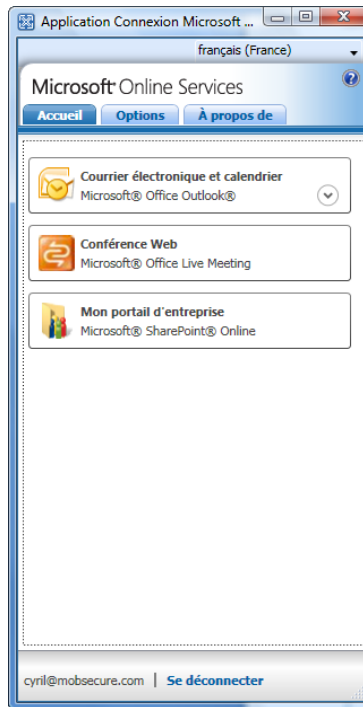 Application Connexion Microsoft ...
français (France)
Microsoft® Online Services
Accueil Options À propos de
Courrier électronique et calendrier
Microsoft® Office Outlook®
Conférence Web
Microsoft® Office Live Meeting
Mon portail d'entreprise
Microsoft® SharePoint® Online
cyril@mobsecure.com | Se déconnecter